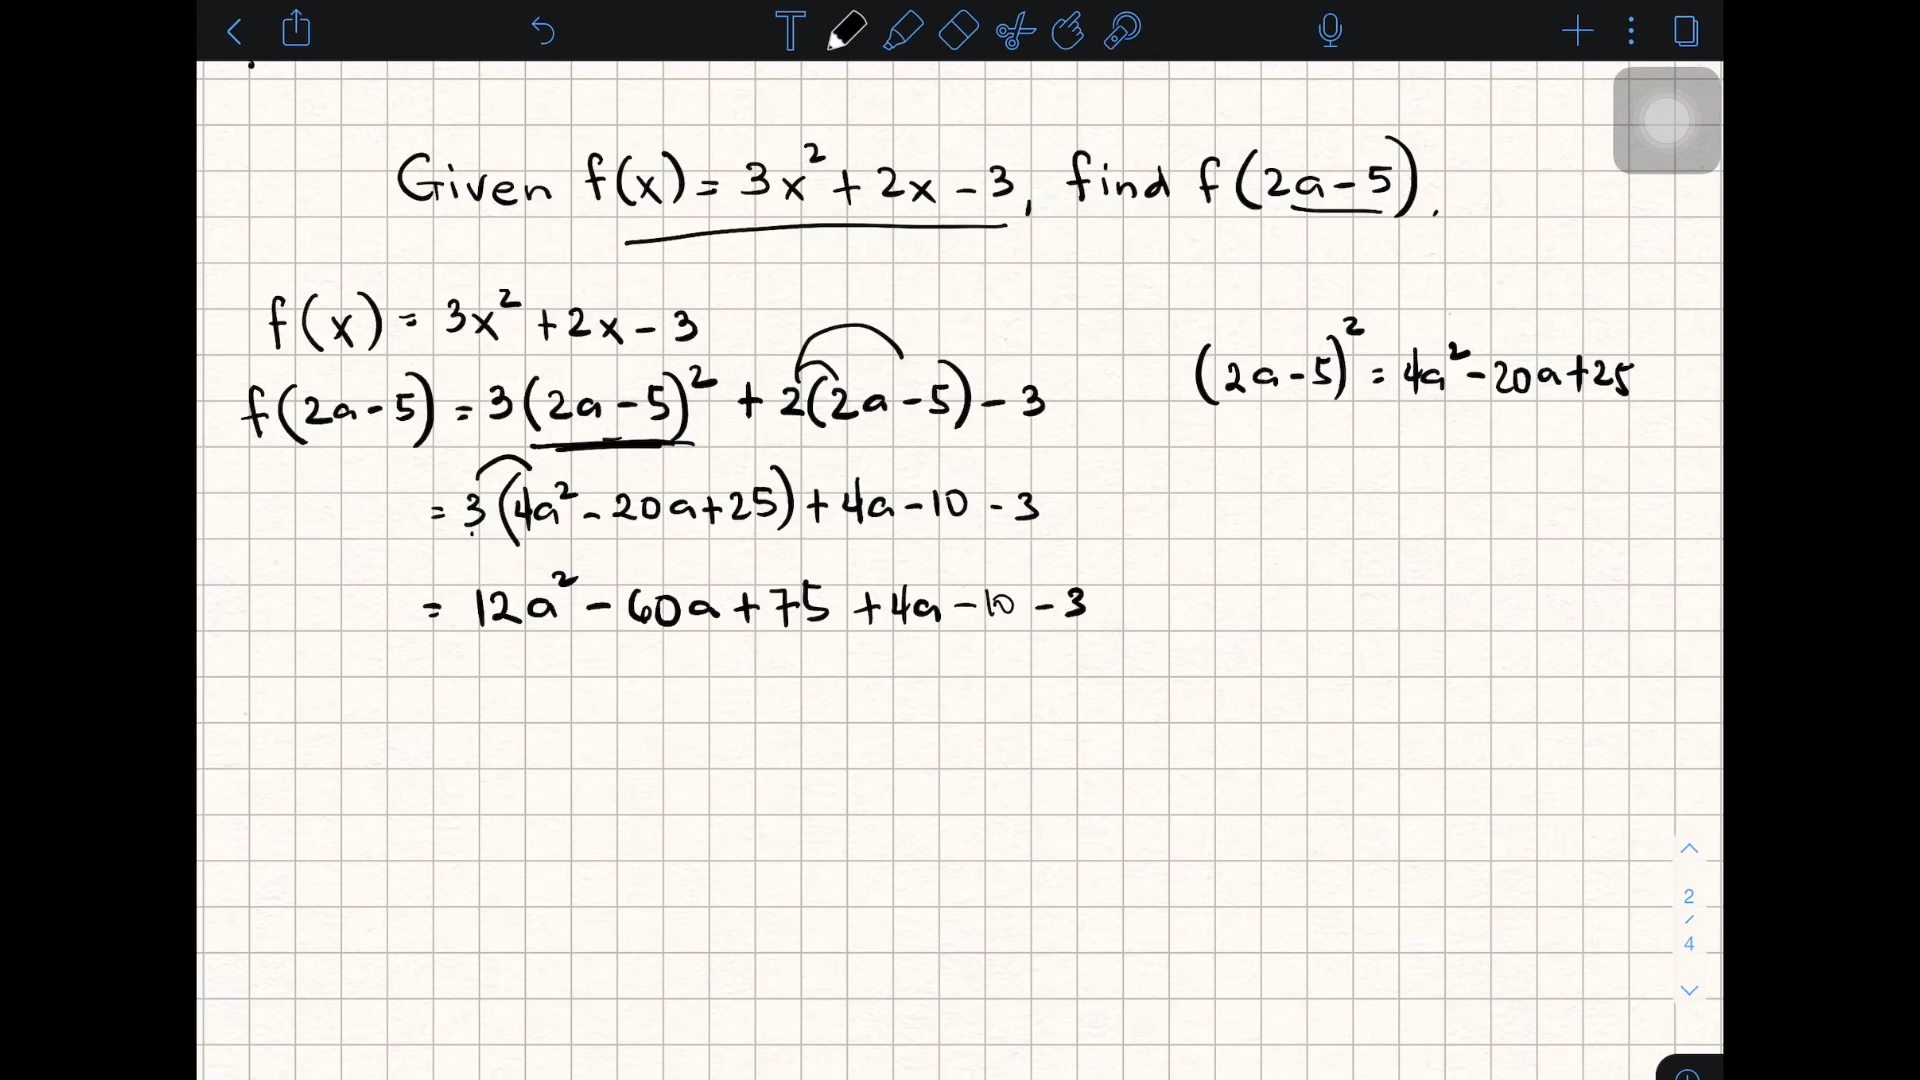 Given f(x) = 3x² + 2x - 3, find f(2a-5).
f(x) = 3x² + 2x - 3
f(2a-5) = 3(2a-5)² + 2(2a-5) - 3
(2a-5)² = 4a² - 20a + 25
= 3(4a² - 20a + 25) + 4a - 10 - 3
= 12a² - 60a + 75 + 4a - 10 - 3
2
/
4